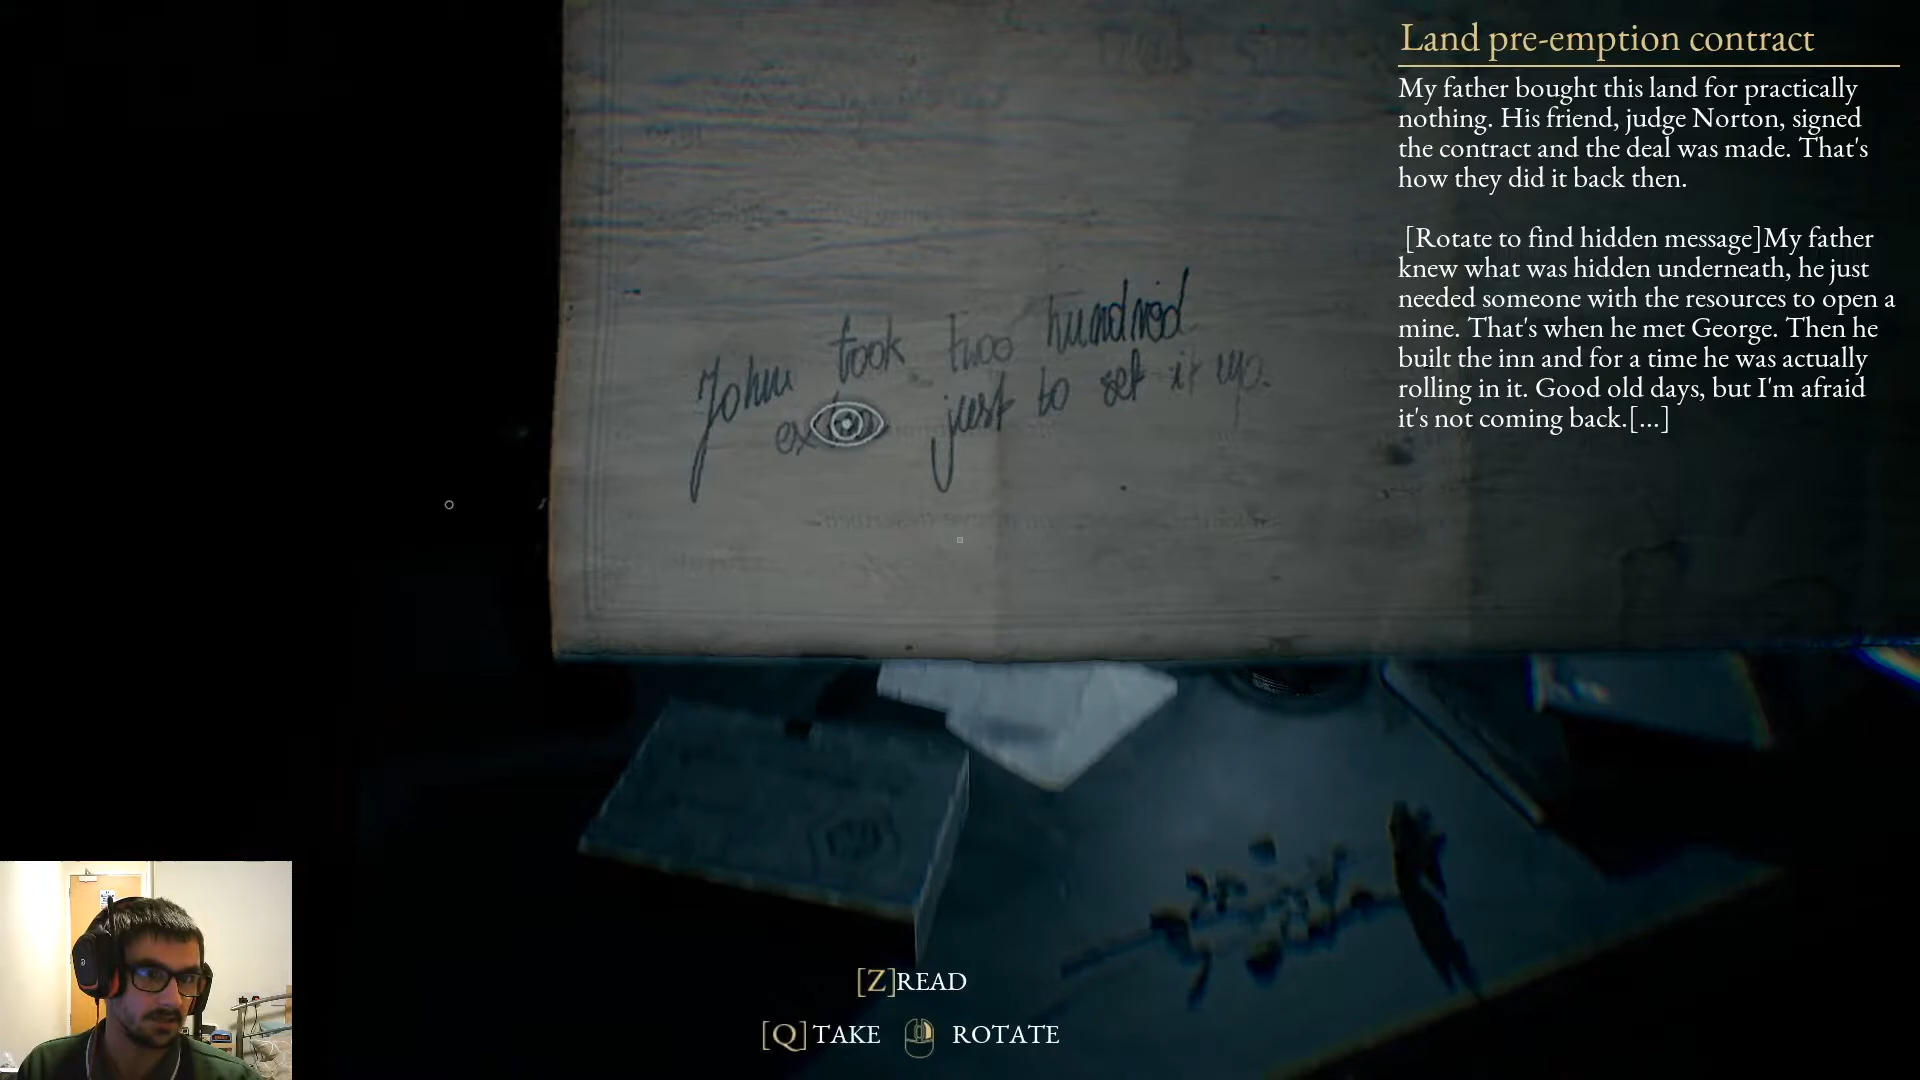 Land pre-emption contract
My father bought this land for practically
nothing. His friend, judge Norton, signed
the contract and the deal was made. That's
how they did it back then.
[Rotate to find hidden message]My father
knew what was hidden underneath, he just
needed someone with the resources to open a
mine. That's when he met George. Then he
built the inn and for a time he was actually
rolling in it. Good old days, but I'm afraid
it's not coming back.[...]
John took two hundred
just to set it up.
[Z]READ
[Q]TAKE ROTATE